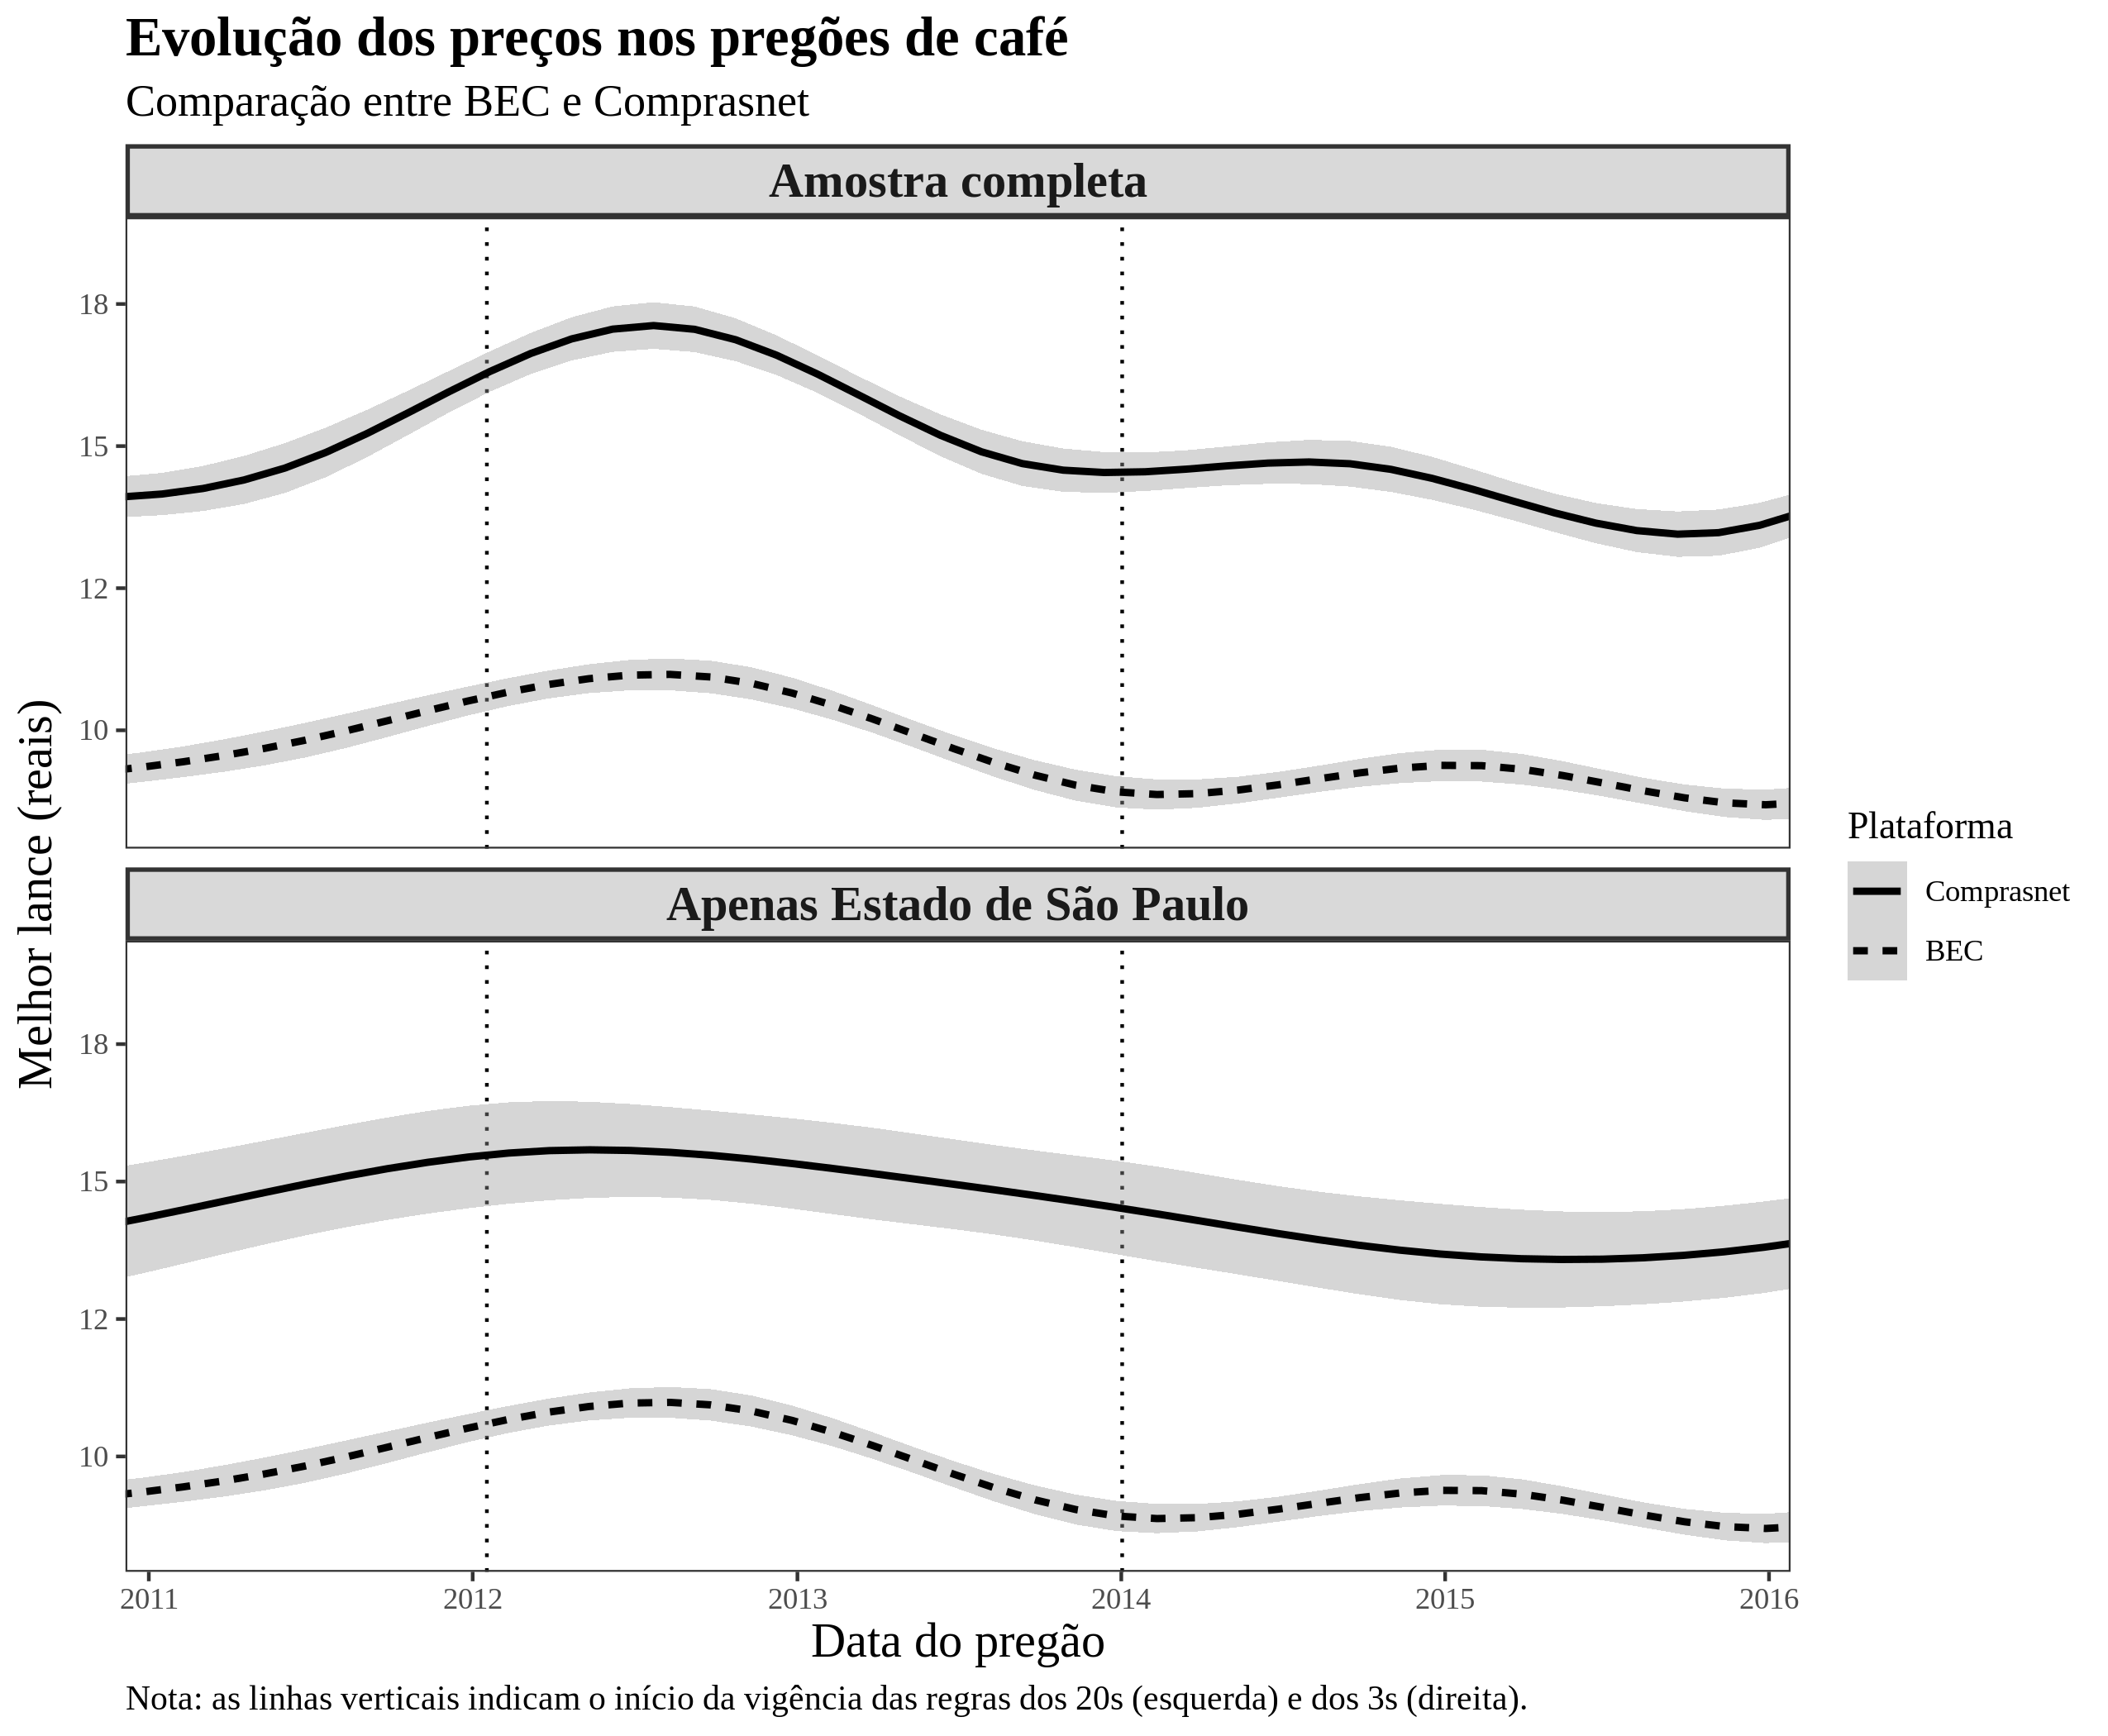 Evolução dos preços nos pregões de café
Comparação entre BEC e Comprasnet
Amostra completa
18
15
12
10
Melhor lance (reais)
Apenas Estado de São Paulo
18
15
12
10
2011 2012 2013 2014 2015 2016
Data do pregão
Plataforma
Comprasnet
BEC
Nota: as linhas verticais indicam o início da vigência das regras dos 20s (esquerda) e dos 3s (direita).